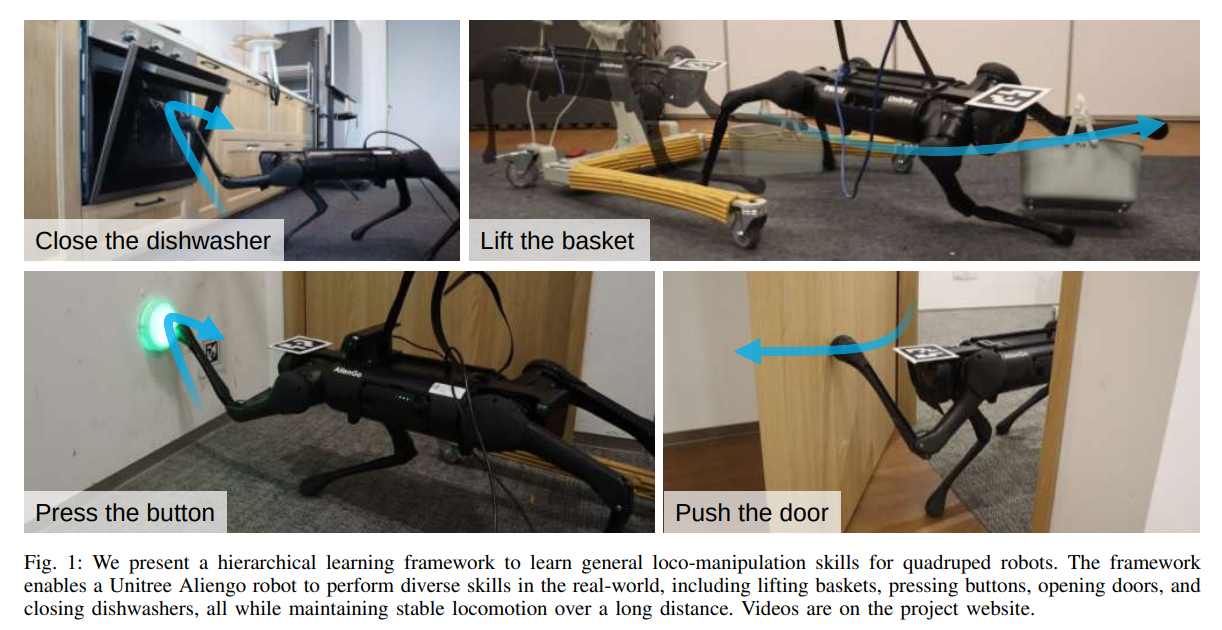 Close the dishwasher
Unitree
Lift the basket
AlienGo
Press the button
Push the door
Fig. 1: We present a hierarchical learning framework to learn general loco-manipulation skills for quadruped robots. The framework
enables a Unitree Aliengo robot to perform diverse skills in the real-world, including lifting baskets, pressing buttons, opening doors, and
closing dishwashers, all while maintaining stable locomotion over a long distance. Videos are on the project website.